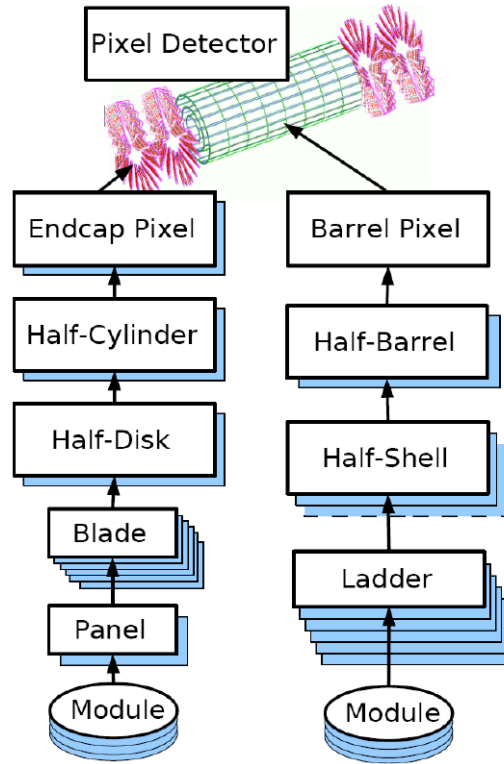 Pixel Detector
Endcap Pixel
Barrel Pixel
Half-Cylinder
Half-Barrel
Half-Disk
Half-Shell
Blade
Ladder
Panel
Module
Module